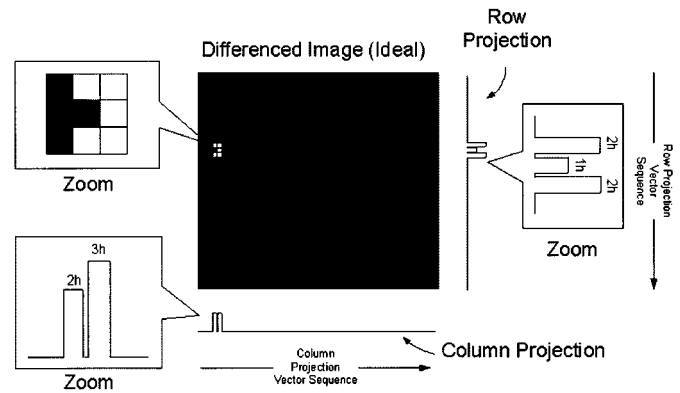 Row
Projection
Differenced Image (Ideal)
Zoom
2h
1h
2h
Row Projection
Vector
Sequence
Zoom
3h
2h
Zoom
Column
Projection
Vector Sequence
Column Projection